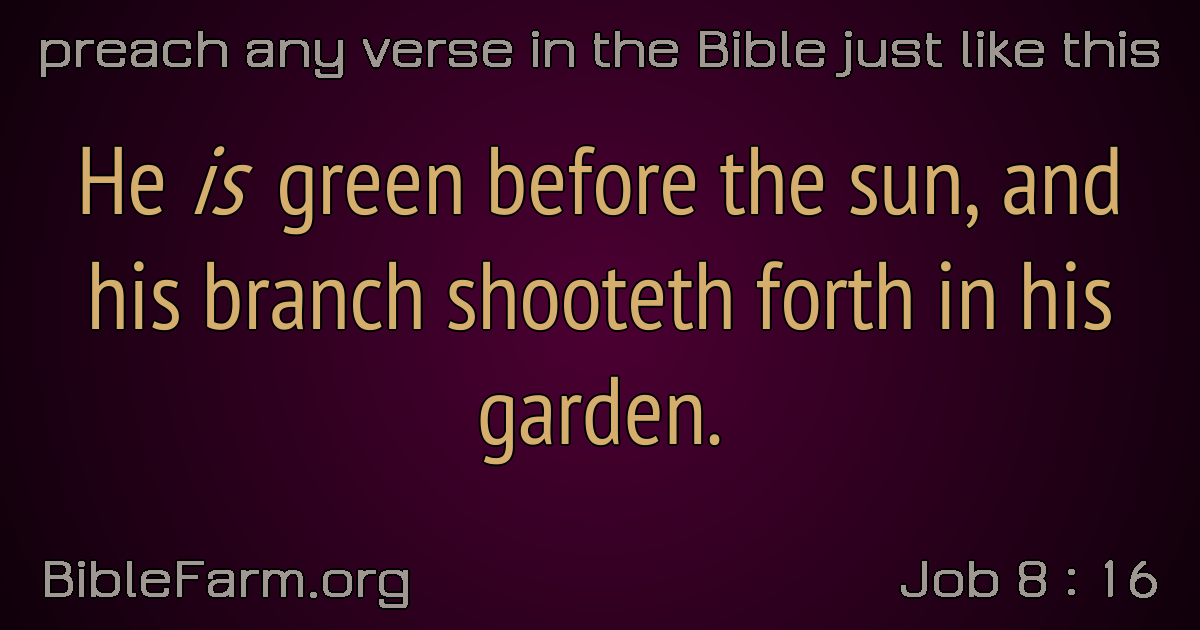 preach any verse in the Bible just like this
He is green before the sun, and
his branch shooteth forth in his
garden.
BibleFarm.org
Job 8 : 16